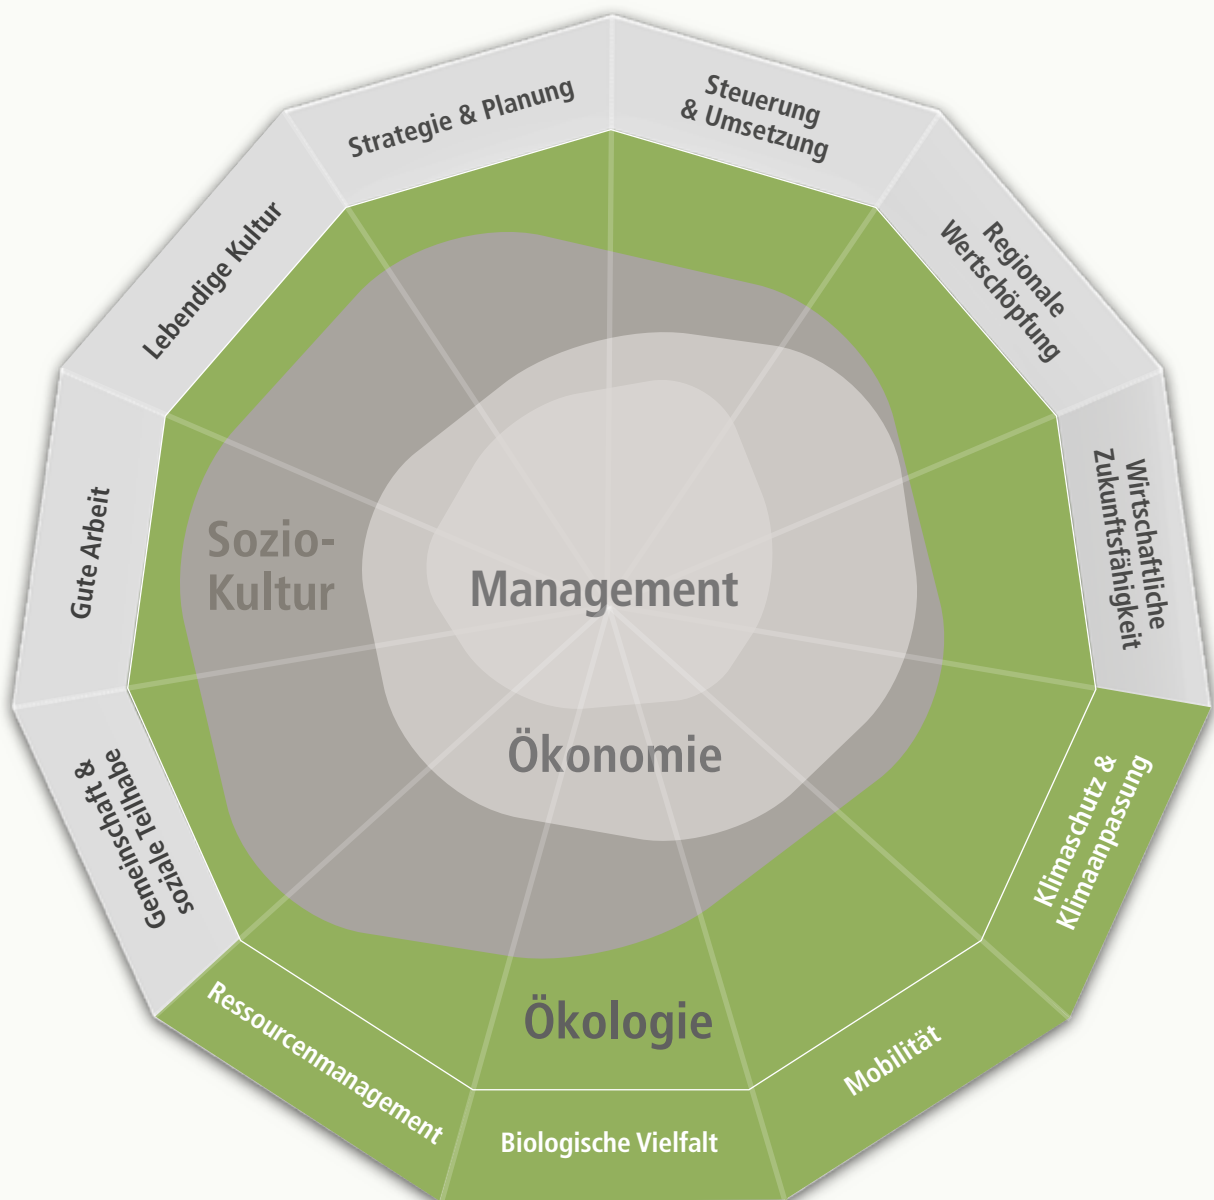 Strategie & Planung
Steuerung
& Umsetzung
Regionale
Wertschöpfung
Wirtschaftliche
Zukunftsfähigkeit
Klimaschutz &
Klimaanpassung
Mobilität
Biologische Vielfalt
Ressourcenmanagement
Gemeinschaft &
soziale Teilhabe
Gute Arbeit
Lebendige Kultur
Sozio-
Kultur
Management
Ökonomie
Ökologie